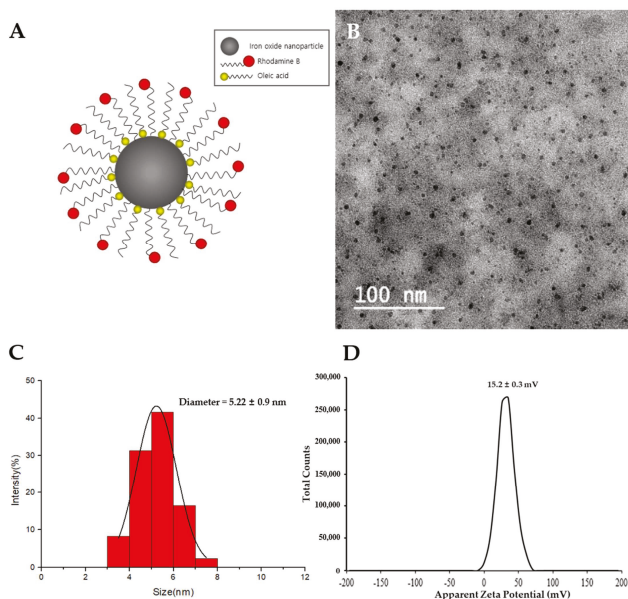 A
Iron oxide nanoparticle
Rhodamine B
Oleic acid
B
100 nm
C
Diameter = 5.22 ± 0.9 nm
Intensity(%)
50
40
30
20
10
0
0 2 4 6 8 10 12
Size(nm)
D
15.2 ± 0.3 mV
Total Counts
300,000
250,000
200,000
150,000
100,000
50,000
0
-200 -150 -100 -50 0 50 100 150 200
Apparent Zeta Potential (mV)